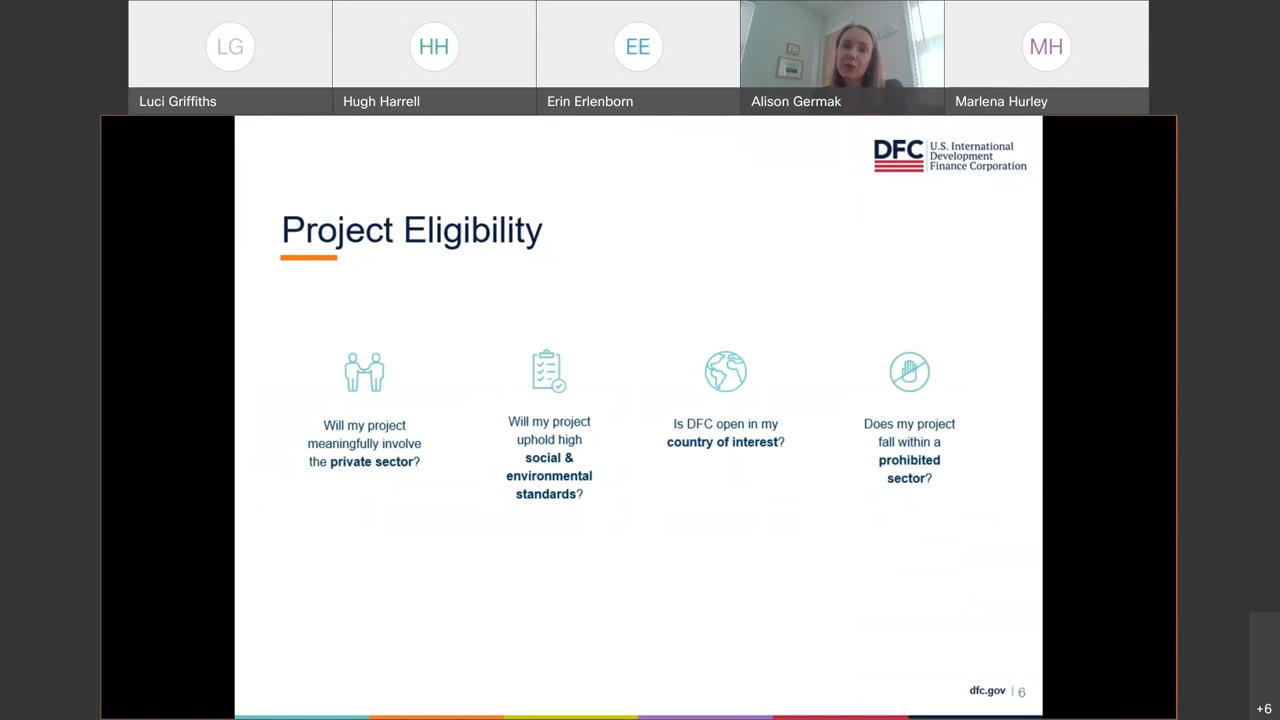 LG
HH
EE
MH
Luci Griffiths
Hugh Harrell
Erin Erlenborn
Alison Germak
Marlena Hurley
DFC
U.S. International
Development
Finance Corporation
Project Eligibility
Will my project
meaningfully involve
the private sector?
Will my project
uphold high
social &
environmental
standards?
Is DFC open in my
country of interest?
Does my project
fall within a
prohibited
sector?
dfc.gov | 6
+6